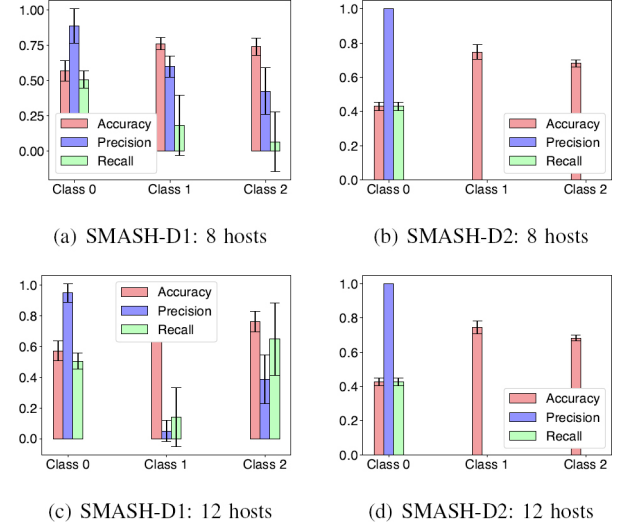 1.00
0.75
0.50
0.25
0.00
Accuracy
Precision
Recall
Class 0 Class 1 Class 2
(a) SMASH-D1: 8 hosts
1.0
0.8
0.6
0.4
0.2
0.0
Accuracy
Precision
Recall
Class 0 Class 1 Class 2
(b) SMASH-D2: 8 hosts
1.0
0.8
0.6
0.4
0.2
0.0
Accuracy
Precision
Recall
Class 0 Class 1 Class 2
(c) SMASH-D1: 12 hosts
1.0
0.8
0.6
0.4
0.2
0.0
Accuracy
Precision
Recall
Class 0 Class 1 Class 2
(d) SMASH-D2: 12 hosts